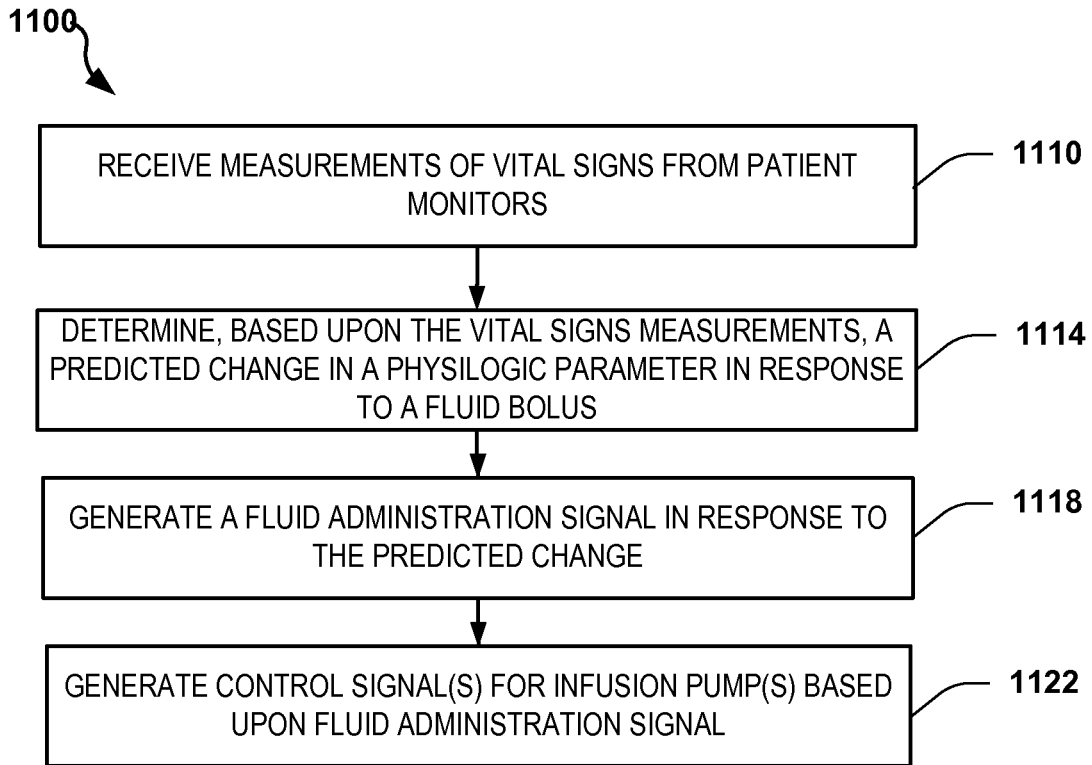 1100
RECEIVE MEASUREMENTS OF VITAL SIGNS FROM PATIENT
MONITORS
1110
DETERMINE, BASED UPON THE VITAL SIGNS MEASUREMENTS, A
PREDICTED CHANGE IN A PHYSILOGIC PARAMETER IN RESPONSE
TO A FLUID BOLUS
1114
GENERATE A FLUID ADMINISTRATION SIGNAL IN RESPONSE TO
THE PREDICTED CHANGE
1118
GENERATE CONTROL SIGNAL(S) FOR INFUSION PUMP(S) BASED
UPON FLUID ADMINISTRATION SIGNAL
1122